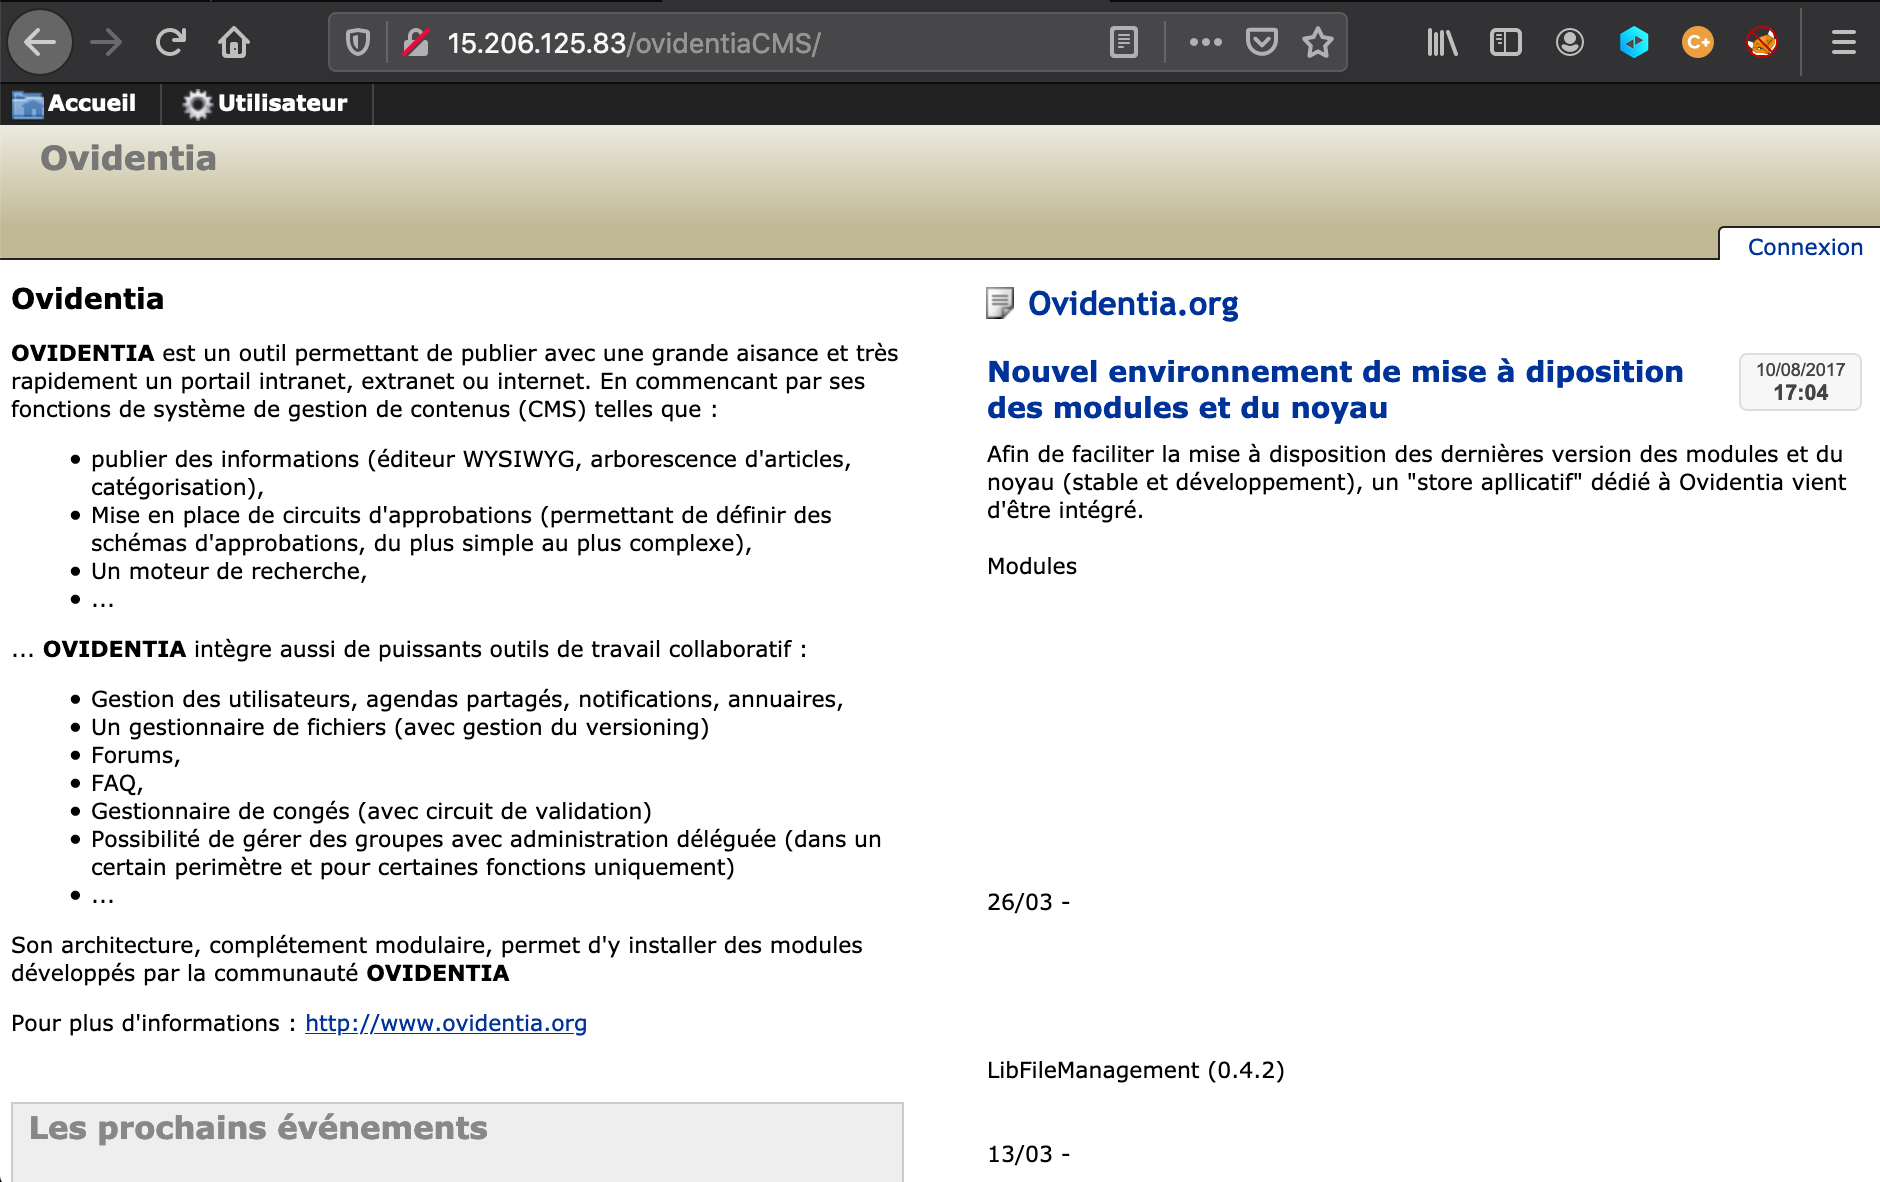 15.206.125.83/ovidentiaCMS/
C+
Accueil
Utilisateur
Ovidentia
Connexion
Ovidentia
OVIDENTIA est un outil permettant de publier avec une grande aisance et très
rapidement un portail intranet, extranet ou internet. En commencant par ses
fonctions de système de gestion de contenus (CMS) telles que :
• publier des informations (éditeur WYSIWYG, arborescence d'articles,
catégorisation),
• Mise en place de circuits d'approbations (permettant de définir des
schémas d'approbations, du plus simple au plus complexe),
• Un moteur de recherche,
• ...
... OVIDENTIA intègre aussi de puissants outils de travail collaboratif :
• Gestion des utilisateurs, agendas partagés, notifications, annuaires,
• Un gestionnaire de fichiers (avec gestion du versioning)
• Forums,
• FAQ,
• Gestionnaire de congés (avec circuit de validation)
• Possibilité de gérer des groupes avec administration déléguée (dans un
certain perimètre et pour certaines fonctions uniquement)
• ...
Son architecture, complétement modulaire, permet d'y installer des modules
développés par la communauté OVIDENTIA
Pour plus d'informations : http://www.ovidentia.org
Les prochains événements
Ovidentia.org
Nouvel environnement de mise à diposition
des modules et du noyau
10/08/2017
17:04
Afin de faciliter la mise à disposition des dernières version des modules et du
noyau (stable et développement), un "store apllicatif" dédié à Ovidentia vient
d'être intégré.
Modules
26/03 -
LibFileManagement (0.4.2)
13/03 -